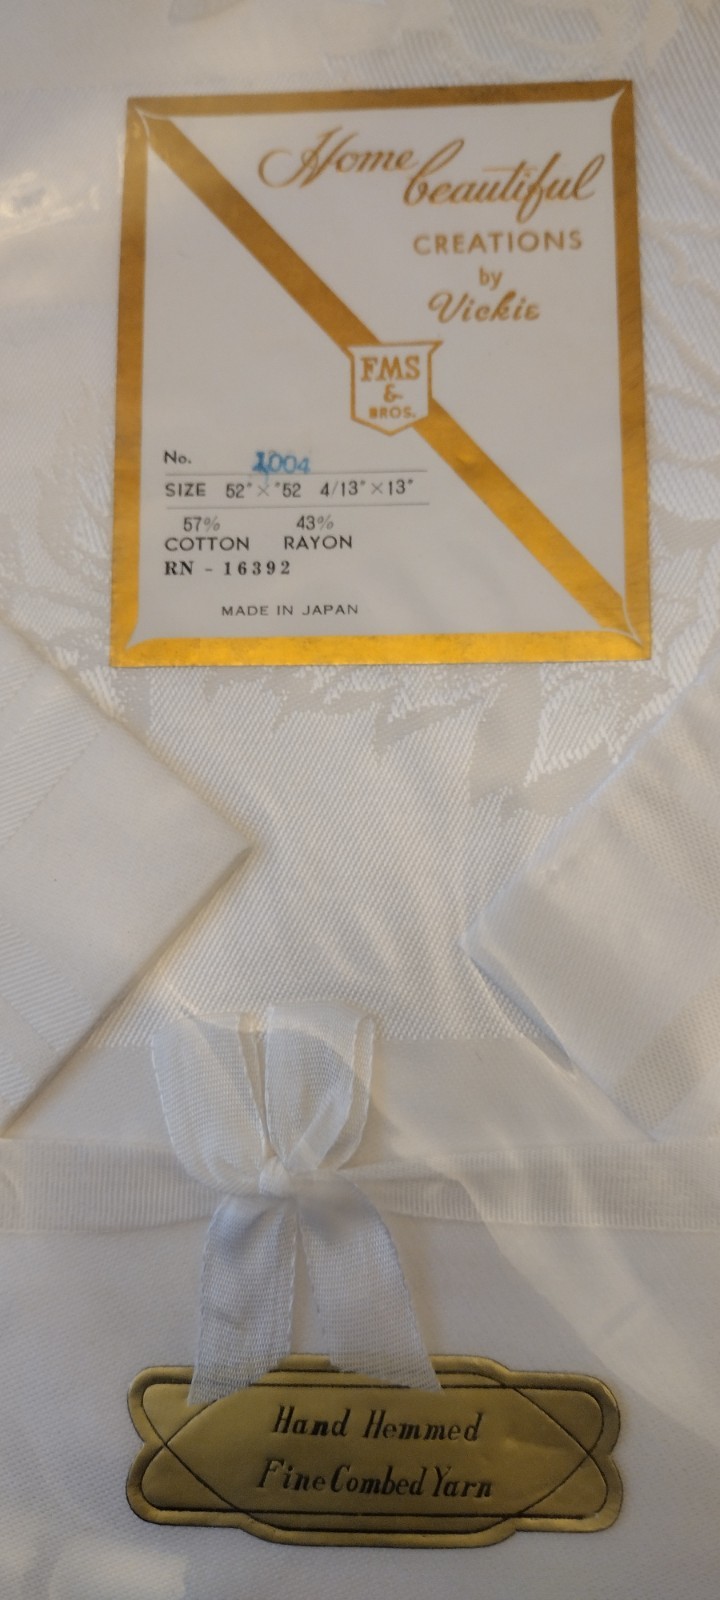 Home
beautiful
CREATIONS
by
Vickie
FMS
&
BROS.
No. 1004
SIZE 52" × "52 4/13" × 13"
57% 43%
COTTON RAYON
RN - 16392
MADE IN JAPAN
Hand Hemmed
Fine Combed Yarn